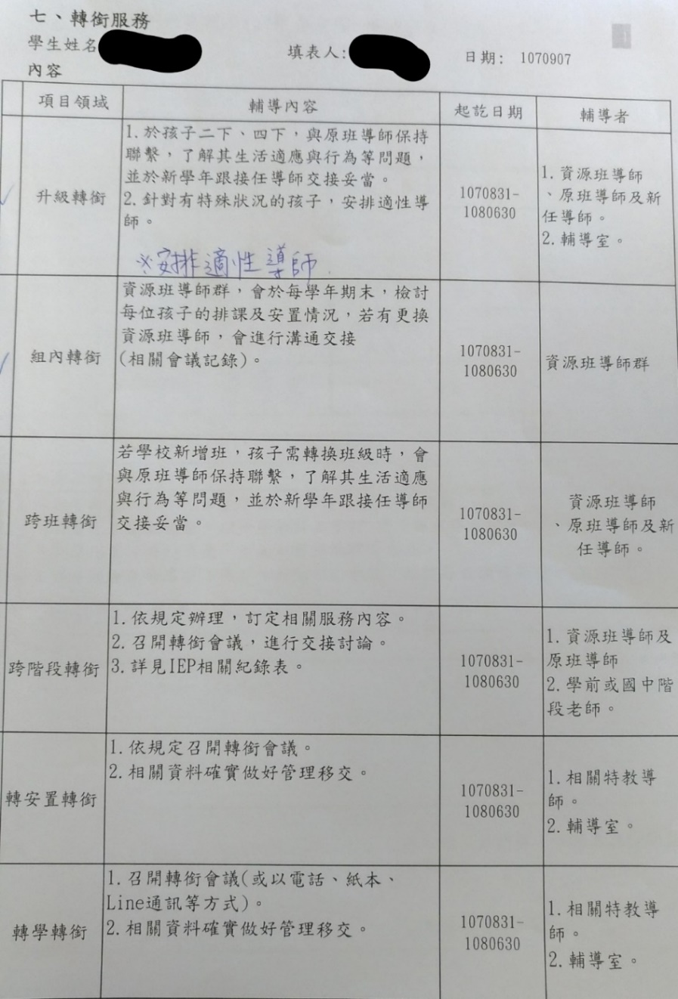 七、轉銜服務
學生姓名
填表人:
日期: 1070907
內容
項目領域
輔導內容
起訖日期
輔導者
升級轉銜
1.於孩子二下、四下，與原班導師保持
聯繫，了解其生活適應與行為等問題，
並於新學年跟接任導師交接妥當。
2.針對有特殊狀況的孩子，安排適性導
師。
※安排適性導師
1070831-
1080630
1.資源班導師
、原班導師及新
任導師。
2.輔導室。
組內轉銜
資源班導師群，會於每學年期末，檢討
每位孩子的排課及安置情況，若有更換
資源班導師，會進行溝通交接
(相關會議記錄)。
1070831-
1080630
資源班導師群
跨班轉銜
若學校新增班，孩子需轉換班級時，會
與原班導師保持聯繫，了解其生活適應
與行為等問題，並於新學年跟接任導師
交接妥當。
1070831-
1080630
資源班導師
、原班導師及新
任導師。
跨階段轉銜
1.依規定辦理，訂定相關服務內容。
2.召開轉銜會議，進行交接討論。
3.詳見IEP相關紀錄表。
1070831-
1080630
1.資源班導師及
原班導師
2.學前或國中階
段老師。
轉安置轉銜
1.依規定召開轉銜會議。
2.相關資料確實做好管理移交。
1070831-
1080630
1.相關特教導
師。
2.輔導室。
轉學轉銜
1.召開轉銜會議(或以電話、紙本、
Line通訊等方式)。
2.相關資料確實做好管理移交。
1070831-
1080630
1.相關特教導
師。
2.輔導室。